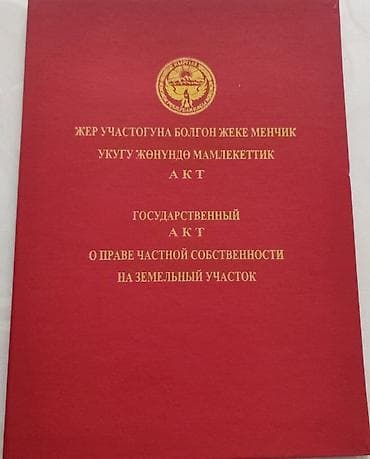 ЖЕР УЧАСТОГУНА БОЛГОН ЖЕКЕ МЕНЧИК
УКУГУ ЖӨНҮНДӨ МАМЛЕКЕТТИК
АКТ
ГОСУДАРСТВЕННЫЙ
АКТ
О ПРАВЕ ЧАСТНОЙ СОБСТВЕННОСТИ
НА ЗЕМЕЛЬНЫЙ УЧАСТОК